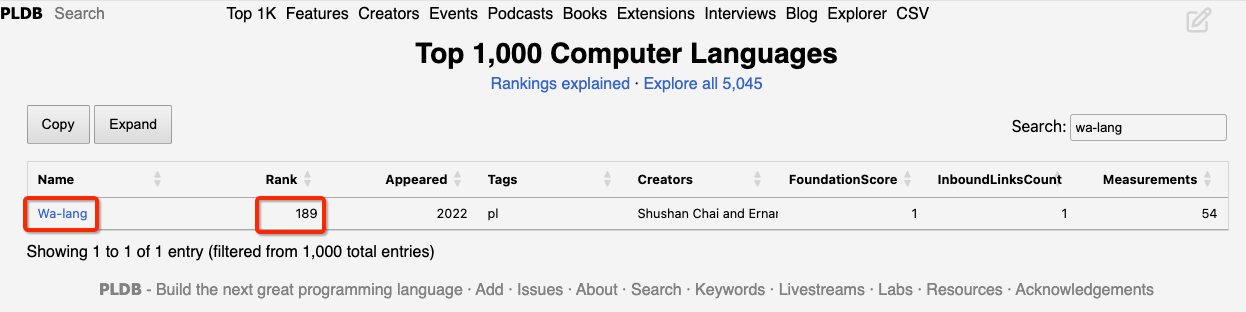 PLDB Search Top 1K Features Creators Events Podcasts Books Extensions Interviews Blog Explorer CSV
Top 1,000 Computer Languages
Rankings explained · Explore all 5,045
Copy Expand Search: wa-lang
Name Rank Appeared Tags Creators FoundationScore InboundLinksCount Measurements
Wa-lang 189 2022 pl Shushan Chai and Ernar 1 1 54
Showing 1 to 1 of 1 entry (filtered from 1,000 total entries)
PLDB - Build the next great programming language · Add · Issues · About · Search · Keywords · Livestreams · Labs · Resources · Acknowledgements